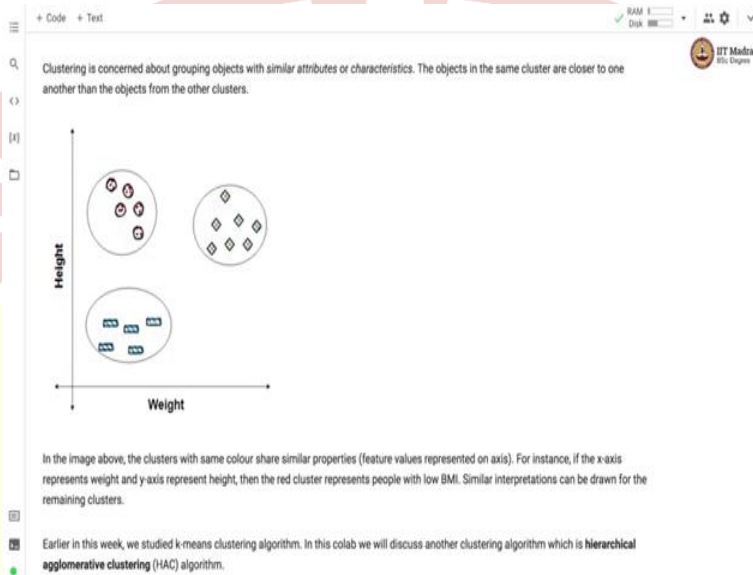 + Code + Text
RAM
Disk
IIT Madra
BSc Degree
Clustering is concerned about grouping objects with similar attributes or characteristics. The objects in the same cluster are closer to one
another than the objects from the other clusters.
Height
Weight
In the image above, the clusters with same colour share similar properties (feature values represented on axis). For instance, if the x-axis
represents weight and y-axis represent height, then the red cluster represents people with low BMI. Similar interpretations can be drawn for the
remaining clusters.
Earlier in this week, we studied k-means clustering algorithm. In this colab we will discuss another clustering algorithm which is hierarchical
agglomerative clustering (HAC) algorithm.